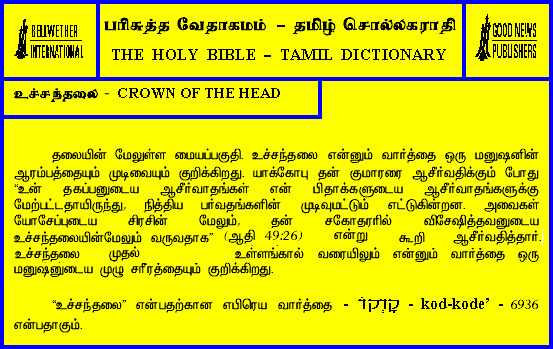 BELLWETHER
INTERNATIONAL
பரிசுத்த வேதாகமம் – தமிழ் சொல்லகராதி
THE HOLY BIBLE – TAMIL DICTIONARY
GOOD NEWS
PUBLISHERS
உச்சந்தலை - CROWN OF THE HEAD
தலையின் மேலுள்ள மையப்பகுதி. உச்சந்தலை என்னும் வார்த்தை ஒரு மனுஷனின்
ஆரம்பத்தையும் முடிவையும் குறிக்கிறது. யாக்கோபு தன் குமாரரை ஆசீர்வதிக்கும் போது
“உன் தகப்பனுடைய ஆசீர்வாதங்கள் என் பிதாக்களுடைய ஆசீர்வாதங்களுக்கு
மேற்பட்டதாயிருந்து, நித்திய பர்வதங்களின் முடிவுமட்டும் எட்டுகின்றன. அவைகள்
யோசேப்புடைய சிரசின் மேலும், தன் சகோதரரில் விசேஷித்தவனுடைய
உச்சந்தலையின்மேலும் வருவதாக” (ஆதி 49:26) என்று கூறி ஆசீர்வதித்தார்.
உச்சந்தலை முதல் உள்ளங்கால் வரையிலும் என்னும் வார்த்தை ஒரு
மனுஷனுடைய முழு சரீரத்தையும் குறிக்கிறது.
“உச்சந்தலை” என்பதற்கான எபிரெய வார்த்தை - קָדְקֹד - kod-kode’ - 6936
என்பதாகும்.